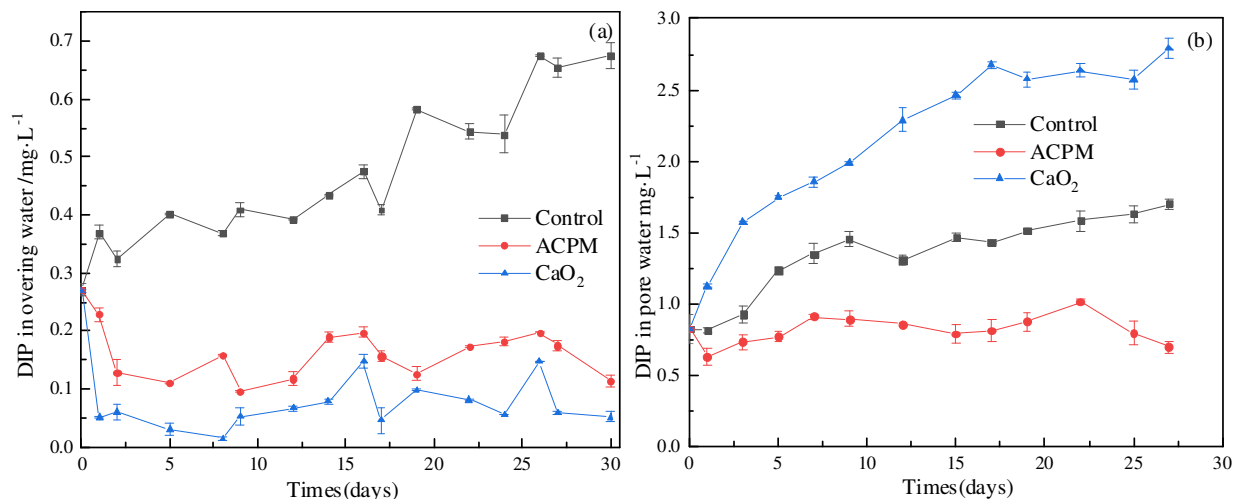 (a)
DIP in overing water /mg·L⁻¹
0.7
0.6
0.5
0.4
0.3
0.2
0.1
0.0
Control
ACPM
CaO₂
0 5 10 15 20 25 30
Times(days)
(b)
DIP in pore water mg·L⁻¹
3.0
2.5
2.0
1.5
1.0
0.5
0.0
Control
ACPM
CaO₂
0 5 10 15 20 25 30
Times(days)